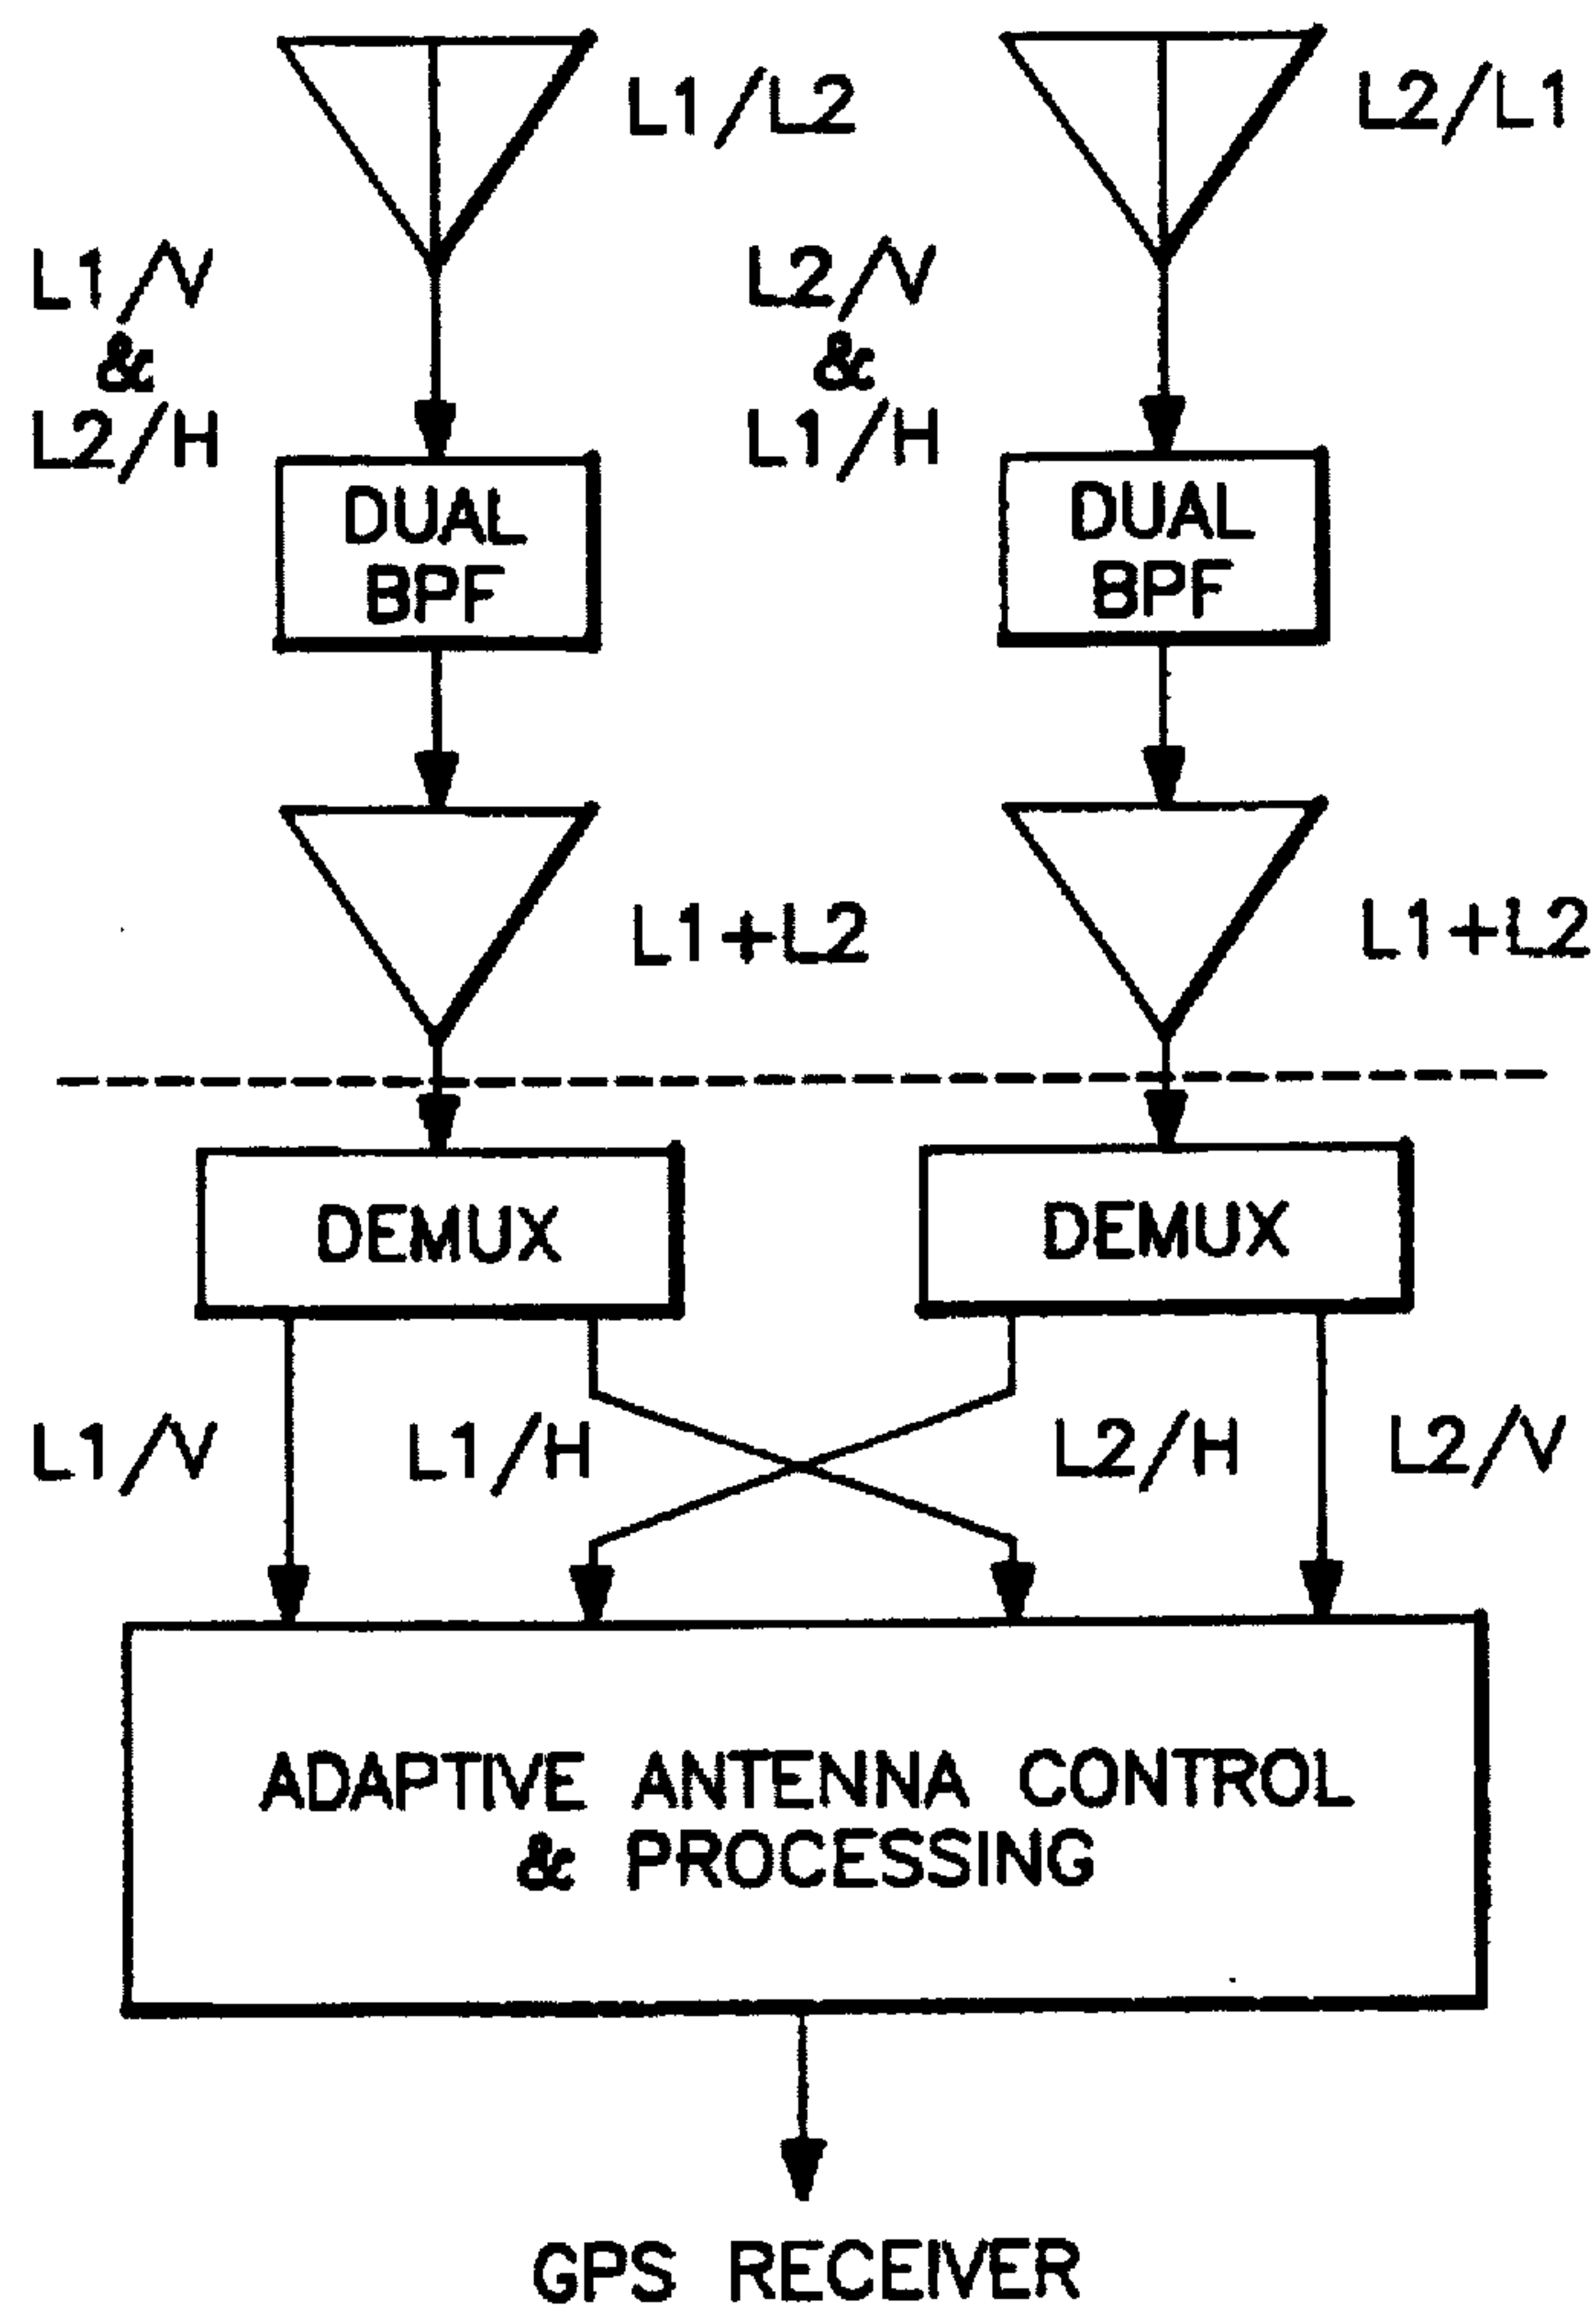 L1/L2
L2/L1
L1/V
&
L2/H
L2/V
&
L1/H
DUAL
BPF
DUAL
BPF
L1+L2
L1+L2
DEMUX
DEMUX
L1/V
L1/H
L2/H
L2/V
ADAPTIVE ANTENNA CONTROL
& PROCESSING
GPS RECEIVER